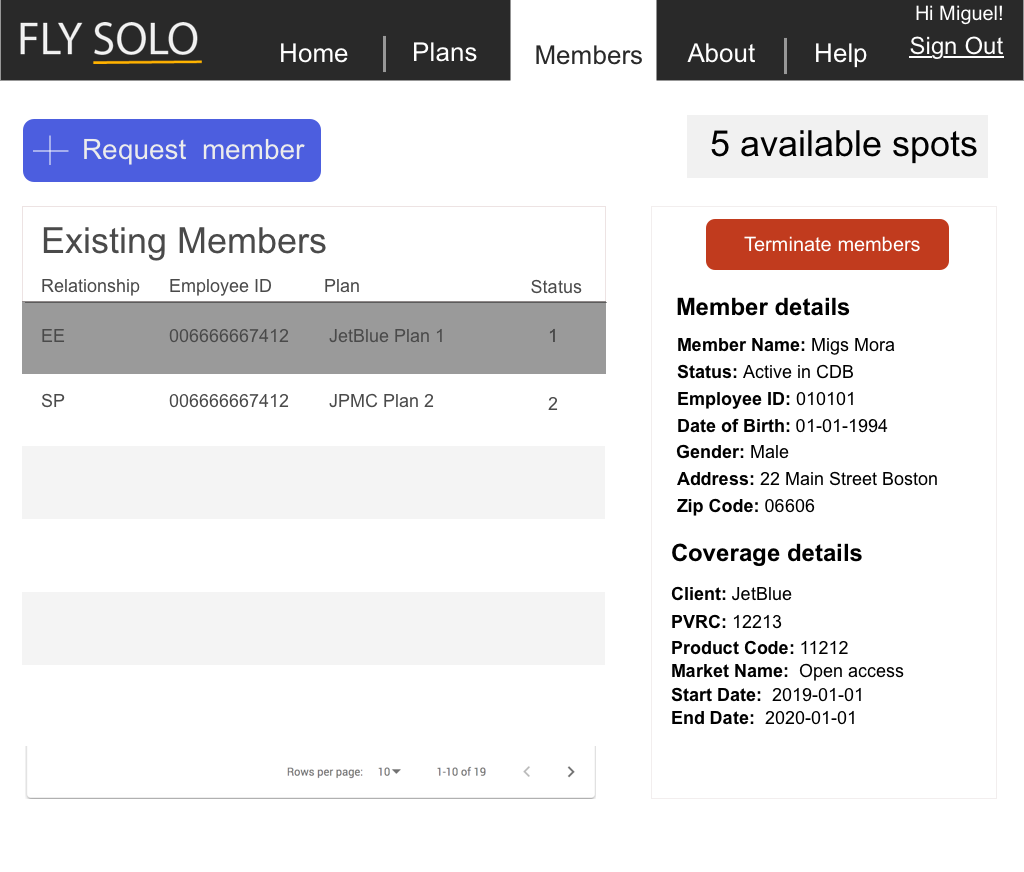 FLY SOLO
Home
Plans
Members
About
Help
Hi Miguel!
Sign Out
Request member
5 available spots
Existing Members
Relationship Employee ID Plan Status
EE 006666667412 JetBlue Plan 1 1
SP 006666667412 JPMC Plan 2 2
Rows per page: 10 1-10 of 19
Terminate members
Member details
Member Name: Migs Mora
Status: Active in CDB
Employee ID: 010101
Date of Birth: 01-01-1994
Gender: Male
Address: 22 Main Street Boston
Zip Code: 06606
Coverage details
Client: JetBlue
PVRC: 12213
Product Code: 11212
Market Name: Open access
Start Date: 2019-01-01
End Date: 2020-01-01